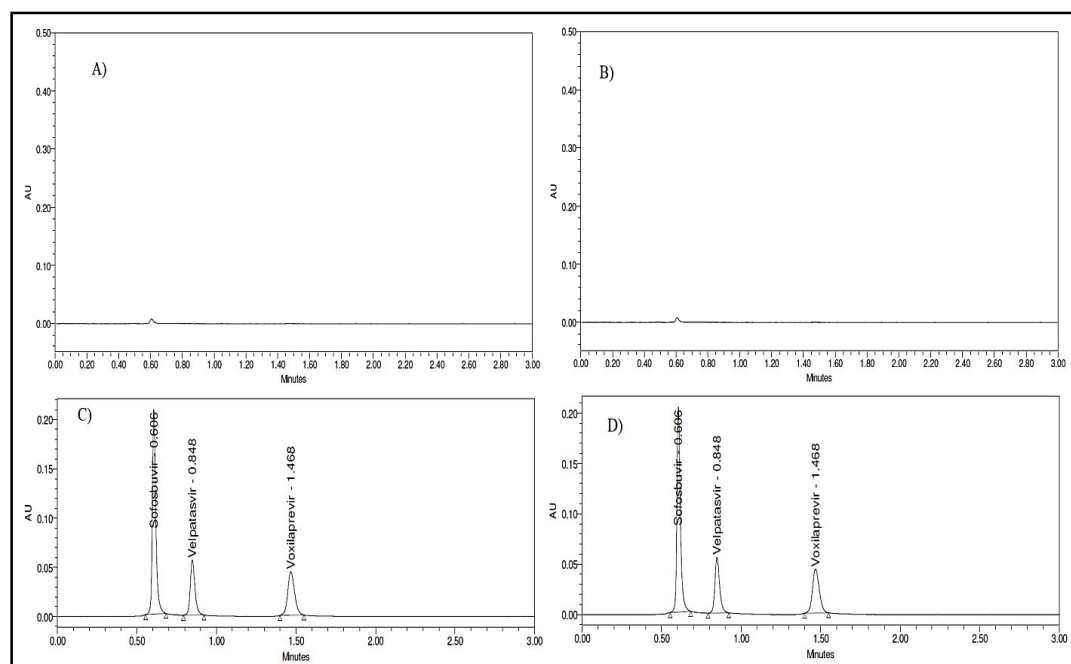 A)
0.50
0.40
0.30
0.20
0.10
0.00
AU
0.00 0.20 0.40 0.60 0.80 1.00 1.20 1.40 1.60 1.80 2.00 2.20 2.40 2.60 2.80 3.00
Minutes
B)
0.50
0.40
0.30
0.20
0.10
0.00
AU
0.00 0.20 0.40 0.60 0.80 1.00 1.20 1.40 1.60 1.80 2.00 2.20 2.40 2.60 2.80 3.00
Minutes
C)
0.20
0.15
0.10
0.05
0.00
AU
Sofosbuvir - 0.606
Velpatasvir - 0.848
Voxilaprevir - 1.468
0.00 0.50 1.00 1.50 2.00 2.50 3.00
Minutes
D)
0.20
0.15
0.10
0.05
0.00
AU
Sofosbuvir - 0.606
Velpatasvir - 0.848
Voxilaprevir - 1.468
0.00 0.50 1.00 1.50 2.00 2.50 3.00
Minutes